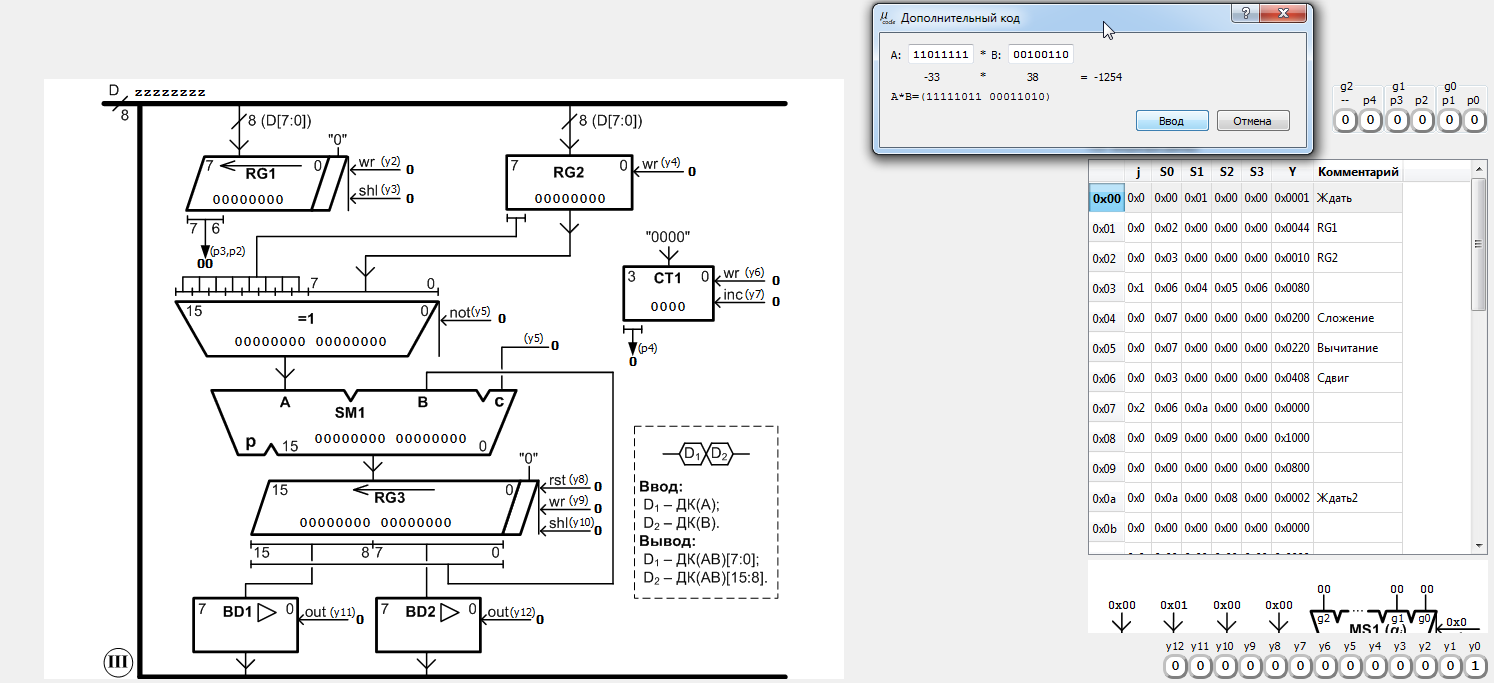 μ code Дополнительный код
?
A: 11011111 * B: 00100110
-33 * 38 = -1254
A*B=(11111011 00011010)
Ввод Отмена
g2 g1 g0
-- p4 p3 p2 p1 p0
0 0 0 0 0 0
D zzzzzzzz
8
8 (D[7:0])
8 (D[7:0])
"0"
7 0
RG1
00000000
wr (y2) 0
shl (y3) 0
7 6
(p3,p2)
00
7 0
RG2
00000000
wr (y4) 0
7 0
15 0
=1
00000000 00000000
not(y5) 0
"0000"
3 CT1 0
0000
wr (y6) 0
inc(y7) 0
(p4)
0
(y5) 0
A B c
SM1
p 15 00000000 00000000 0
"0"
15 0
RG3
00000000 00000000
rst (y8) 0
wr (y9) 0
shl(y10) 0
15 8 7 0
7 BD1 0
out (y11) 0
7 BD2 0
out(y12) 0
III
D1 D2
Ввод:
D1 – ДК(A);
D2 – ДК(B).
Вывод:
D1 – ДК(AB)[7:0];
D2 – ДК(AB)[15:8].
j S0 S1 S2 S3 Y Комментарий
0x00 0x0 0x00 0x01 0x00 0x00 0x0001 Ждать
0x01 0x0 0x02 0x00 0x00 0x00 0x0044 RG1
0x02 0x0 0x03 0x00 0x00 0x00 0x0010 RG2
0x03 0x1 0x06 0x04 0x05 0x06 0x0080
0x04 0x0 0x07 0x00 0x00 0x00 0x0200 Сложение
0x05 0x0 0x07 0x00 0x00 0x00 0x0220 Вычитание
0x06 0x0 0x03 0x00 0x00 0x00 0x0408 Сдвиг
0x07 0x2 0x06 0x0a 0x00 0x00 0x0000
0x08 0x0 0x09 0x00 0x00 0x00 0x1000
0x09 0x0 0x00 0x00 0x00 0x00 0x0800
0x0a 0x0 0x0a 0x00 0x08 0x00 0x0002 Ждать2
0x0b 0x0 0x00 0x00 0x00 0x00 0x0000
00 00 00
0x00 0x01 0x00 0x00
g2 ··· g1 g0
0x0
y12 y11 y10 y9 y8 y7 y6 y5 y4 y3 y2 y1 y0
0 0 0 0 0 0 0 0 0 0 0 0 1